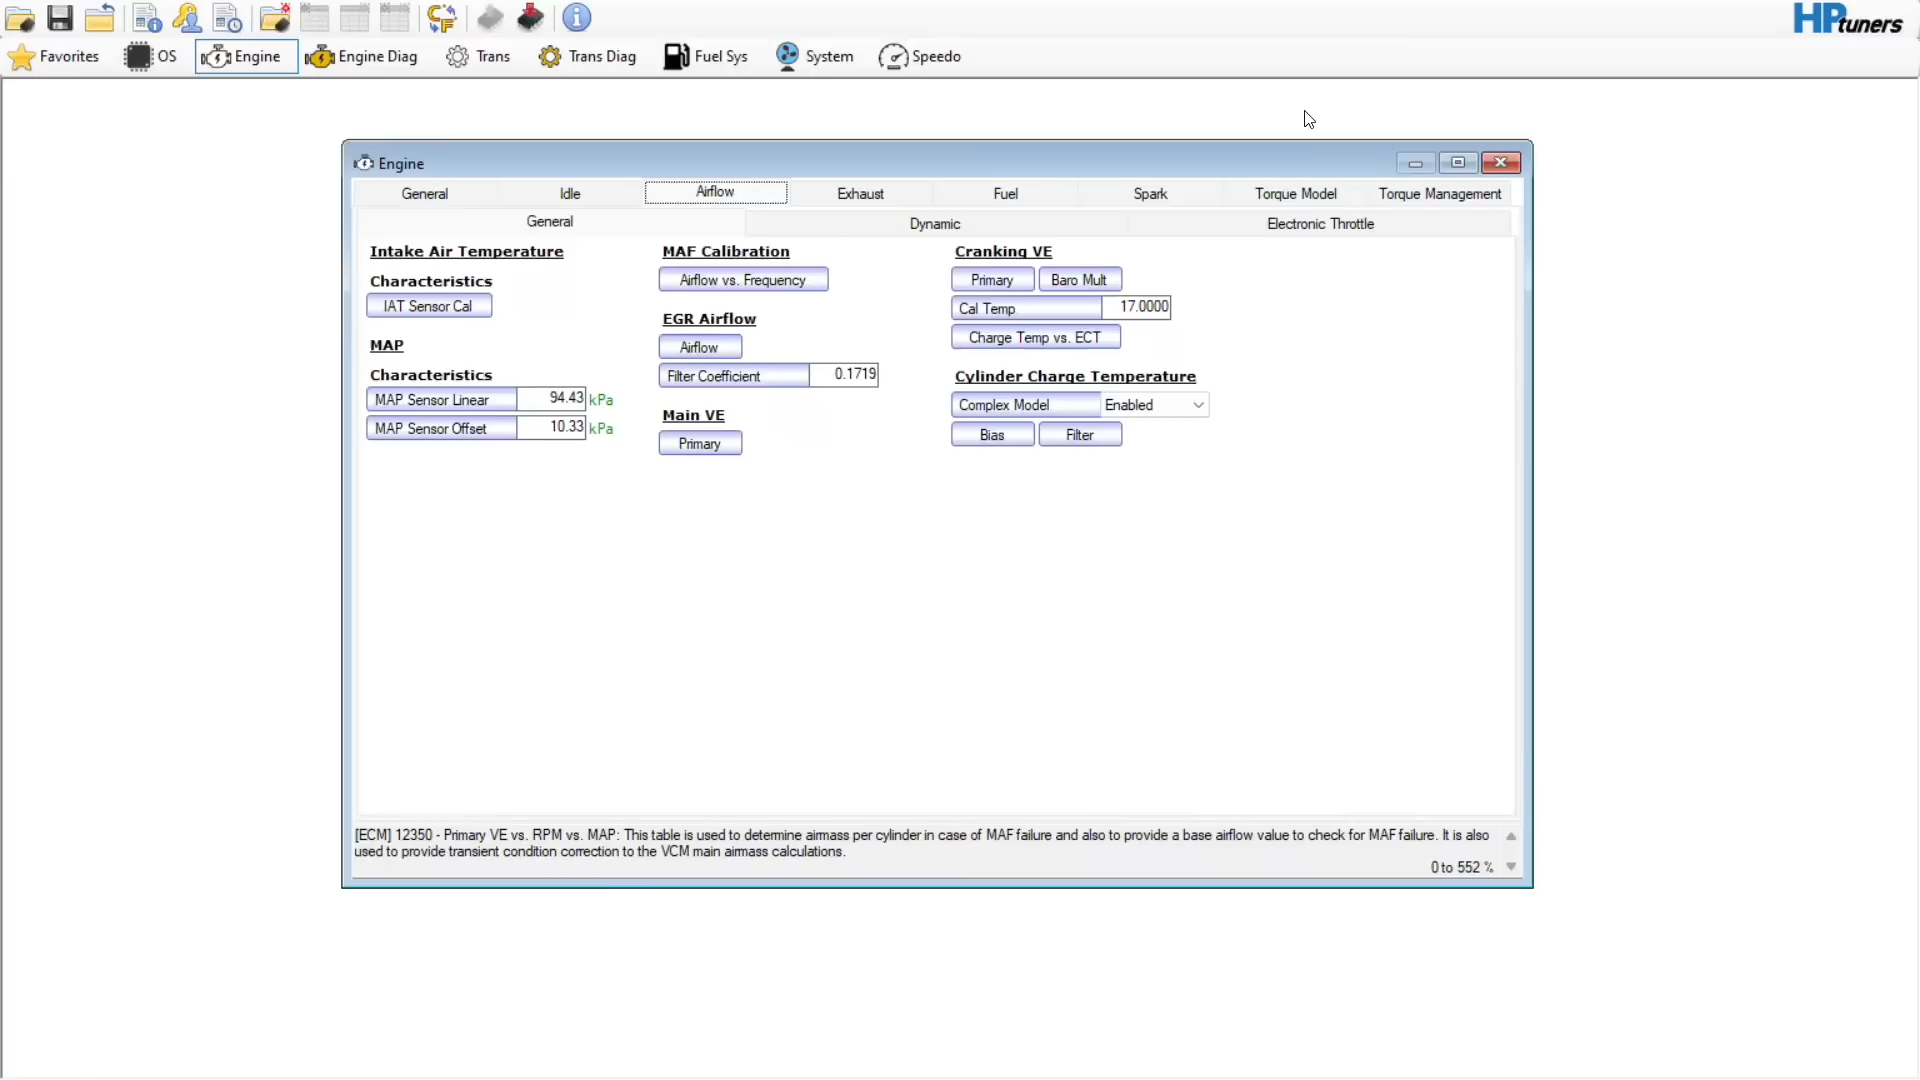 HPtuners
Favorites OS Engine Engine Diag Trans Trans Diag Fuel Sys System Speedo
Engine
General Idle Airflow Exhaust Fuel Spark Torque Model Torque Management
General Dynamic Electronic Throttle
Intake Air Temperature
Characteristics
IAT Sensor Cal
MAP
Characteristics
MAP Sensor Linear 94.43 kPa
MAP Sensor Offset 10.33 kPa
MAF Calibration
Airflow vs. Frequency
EGR Airflow
Airflow
Filter Coefficient 0.1719
Main VE
Primary
Cranking VE
Primary Baro Mult
Cal Temp 17.0000
Charge Temp vs. ECT
Cylinder Charge Temperature
Complex Model Enabled
Bias Filter
[ECM] 12350 - Primary VE vs. RPM vs. MAP: This table is used to determine airmass per cylinder in case of MAF failure and also to provide a base airflow value to check for MAF failure. It is also
used to provide transient condition correction to the VCM main airmass calculations.
0 to 552 %